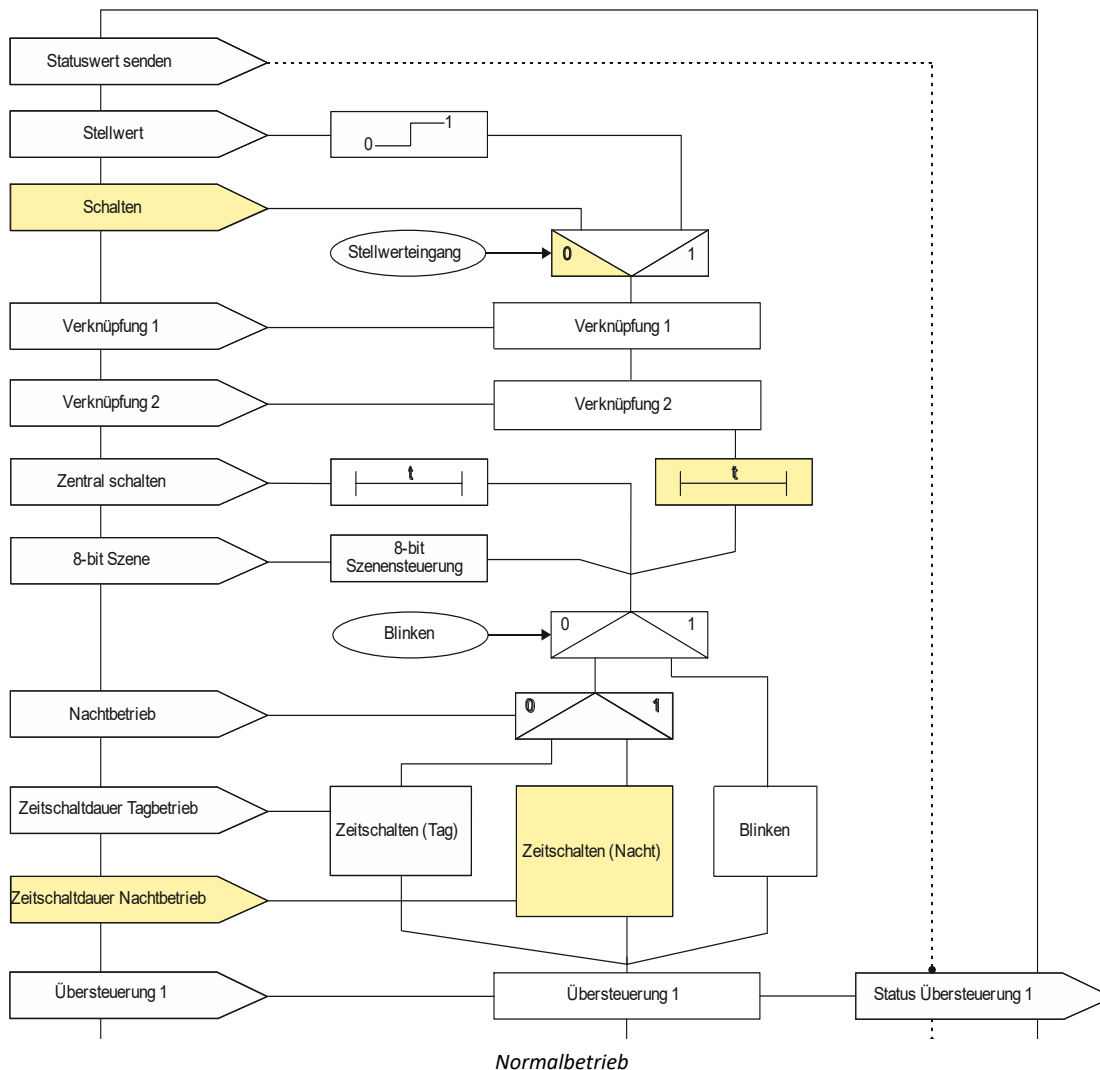 Statuswert senden
Stellwert
0
1
Schalten
Stellwerteingang
0
1
Verknüpfung 1
Verknüpfung 1
Verknüpfung 2
Verknüpfung 2
Zentral schalten
t
t
8-bit Szene
8-bit
Szenensteuerung
Blinken
0
1
Nachtbetrieb
0
1
Zeitschaltdauer Tagbetrieb
Zeitschalten (Tag)
Zeitschalten (Nacht)
Blinken
Zeitschaltdauer Nachtbetrieb
Übersteuerung 1
Übersteuerung 1
Status Übersteuerung 1
Normalbetrieb